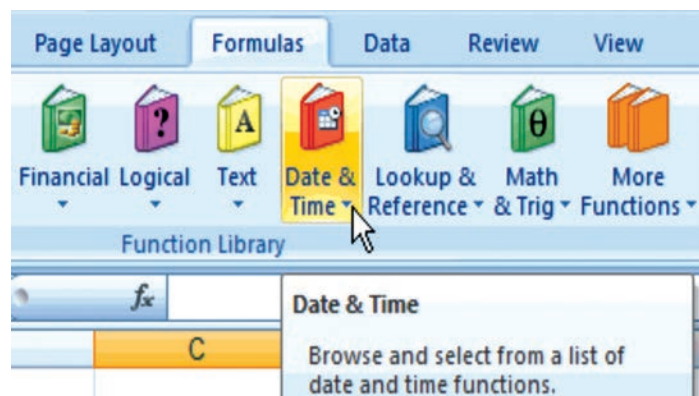 Page Layout Formulas Data Review View
? A θ
Financial Logical Text Date & Lookup & Math More
Time Reference & Trig Functions
Function Library
fx
Date & Time
C
Browse and select from a list of
date and time functions.